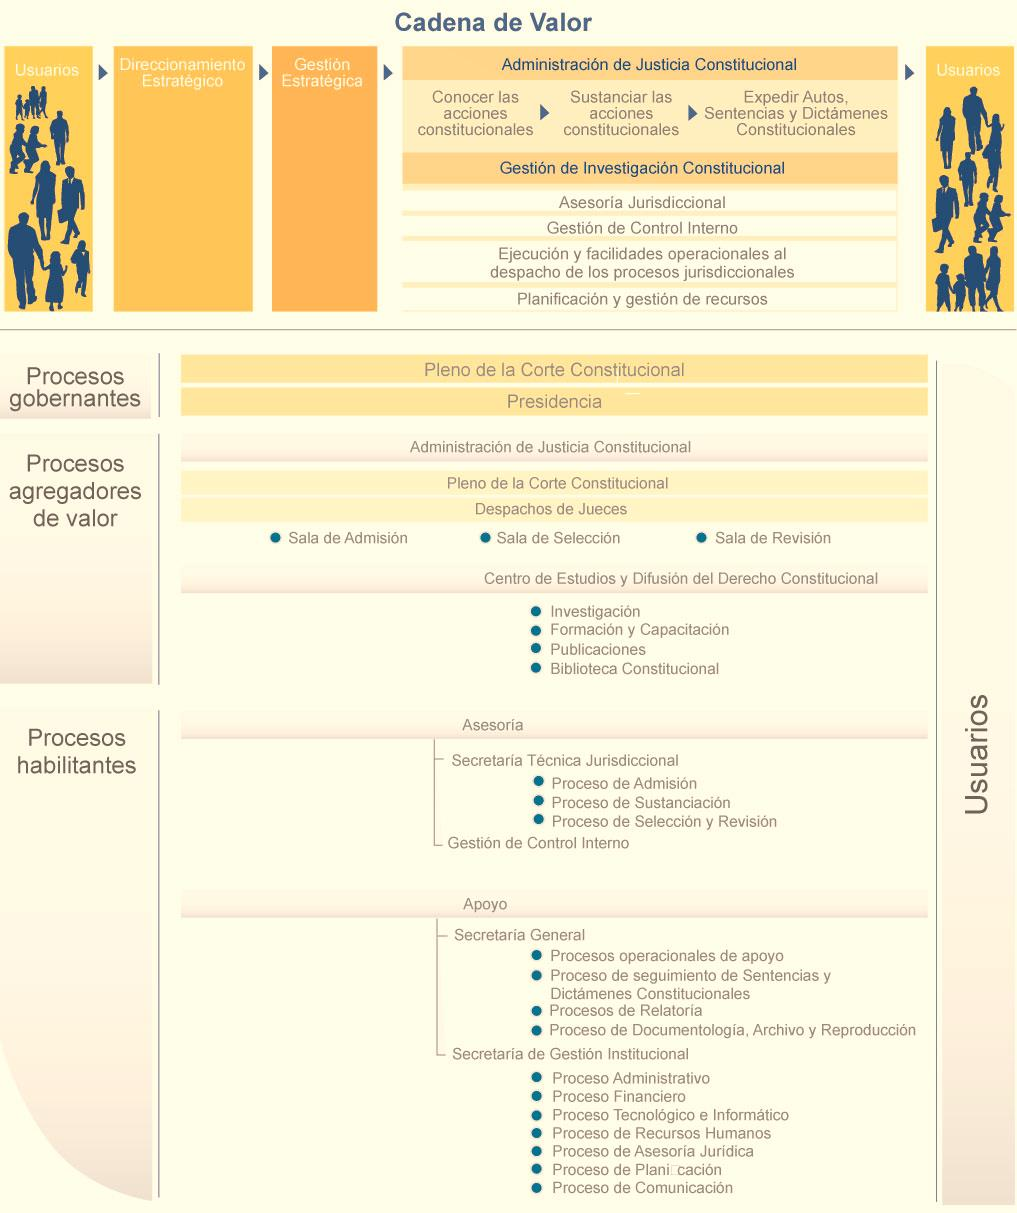 Cadena de Valor
Usuarios
Direccionamiento
Estratégico
Gestión
Estratégica
Administración de Justicia Constitucional
Conocer las
acciones
constitucionales
Sustanciar las
acciones
constitucionales
Expedir Autos,
Sentencias y Dictámenes
Constitucionales
Gestión de Investigación Constitucional
Asesoría Jurisdiccional
Gestión de Control Interno
Ejecución y facilidades operacionales al
despacho de los procesos jurisdiccionales
Planificación y gestión de recursos
Usuarios
Procesos
gobernantes
Pleno de la Corte Constitucional
Presidencia
Procesos
agregadores
de valor
Administración de Justicia Constitucional
Pleno de la Corte Constitucional
Despachos de Jueces
Sala de Admisión
Sala de Selección
Sala de Revisión
Centro de Estudios y Difusión del Derecho Constitucional
Investigación
Formación y Capacitación
Publicaciones
Biblioteca Constitucional
Procesos
habilitantes
Asesoría
Secretaría Técnica Jurisdiccional
Proceso de Admisión
Proceso de Sustanciación
Proceso de Selección y Revisión
Gestión de Control Interno
Apoyo
Secretaría General
Procesos operacionales de apoyo
Proceso de seguimiento de Sentencias y
Dictámenes Constitucionales
Procesos de Relatoría
Proceso de Documentología, Archivo y Reproducción
Secretaría de Gestión Institucional
Proceso Administrativo
Proceso Financiero
Proceso Tecnológico e Informático
Proceso de Recursos Humanos
Proceso de Asesoría Jurídica
Proceso de Plani□cación
Proceso de Comunicación
Usuarios